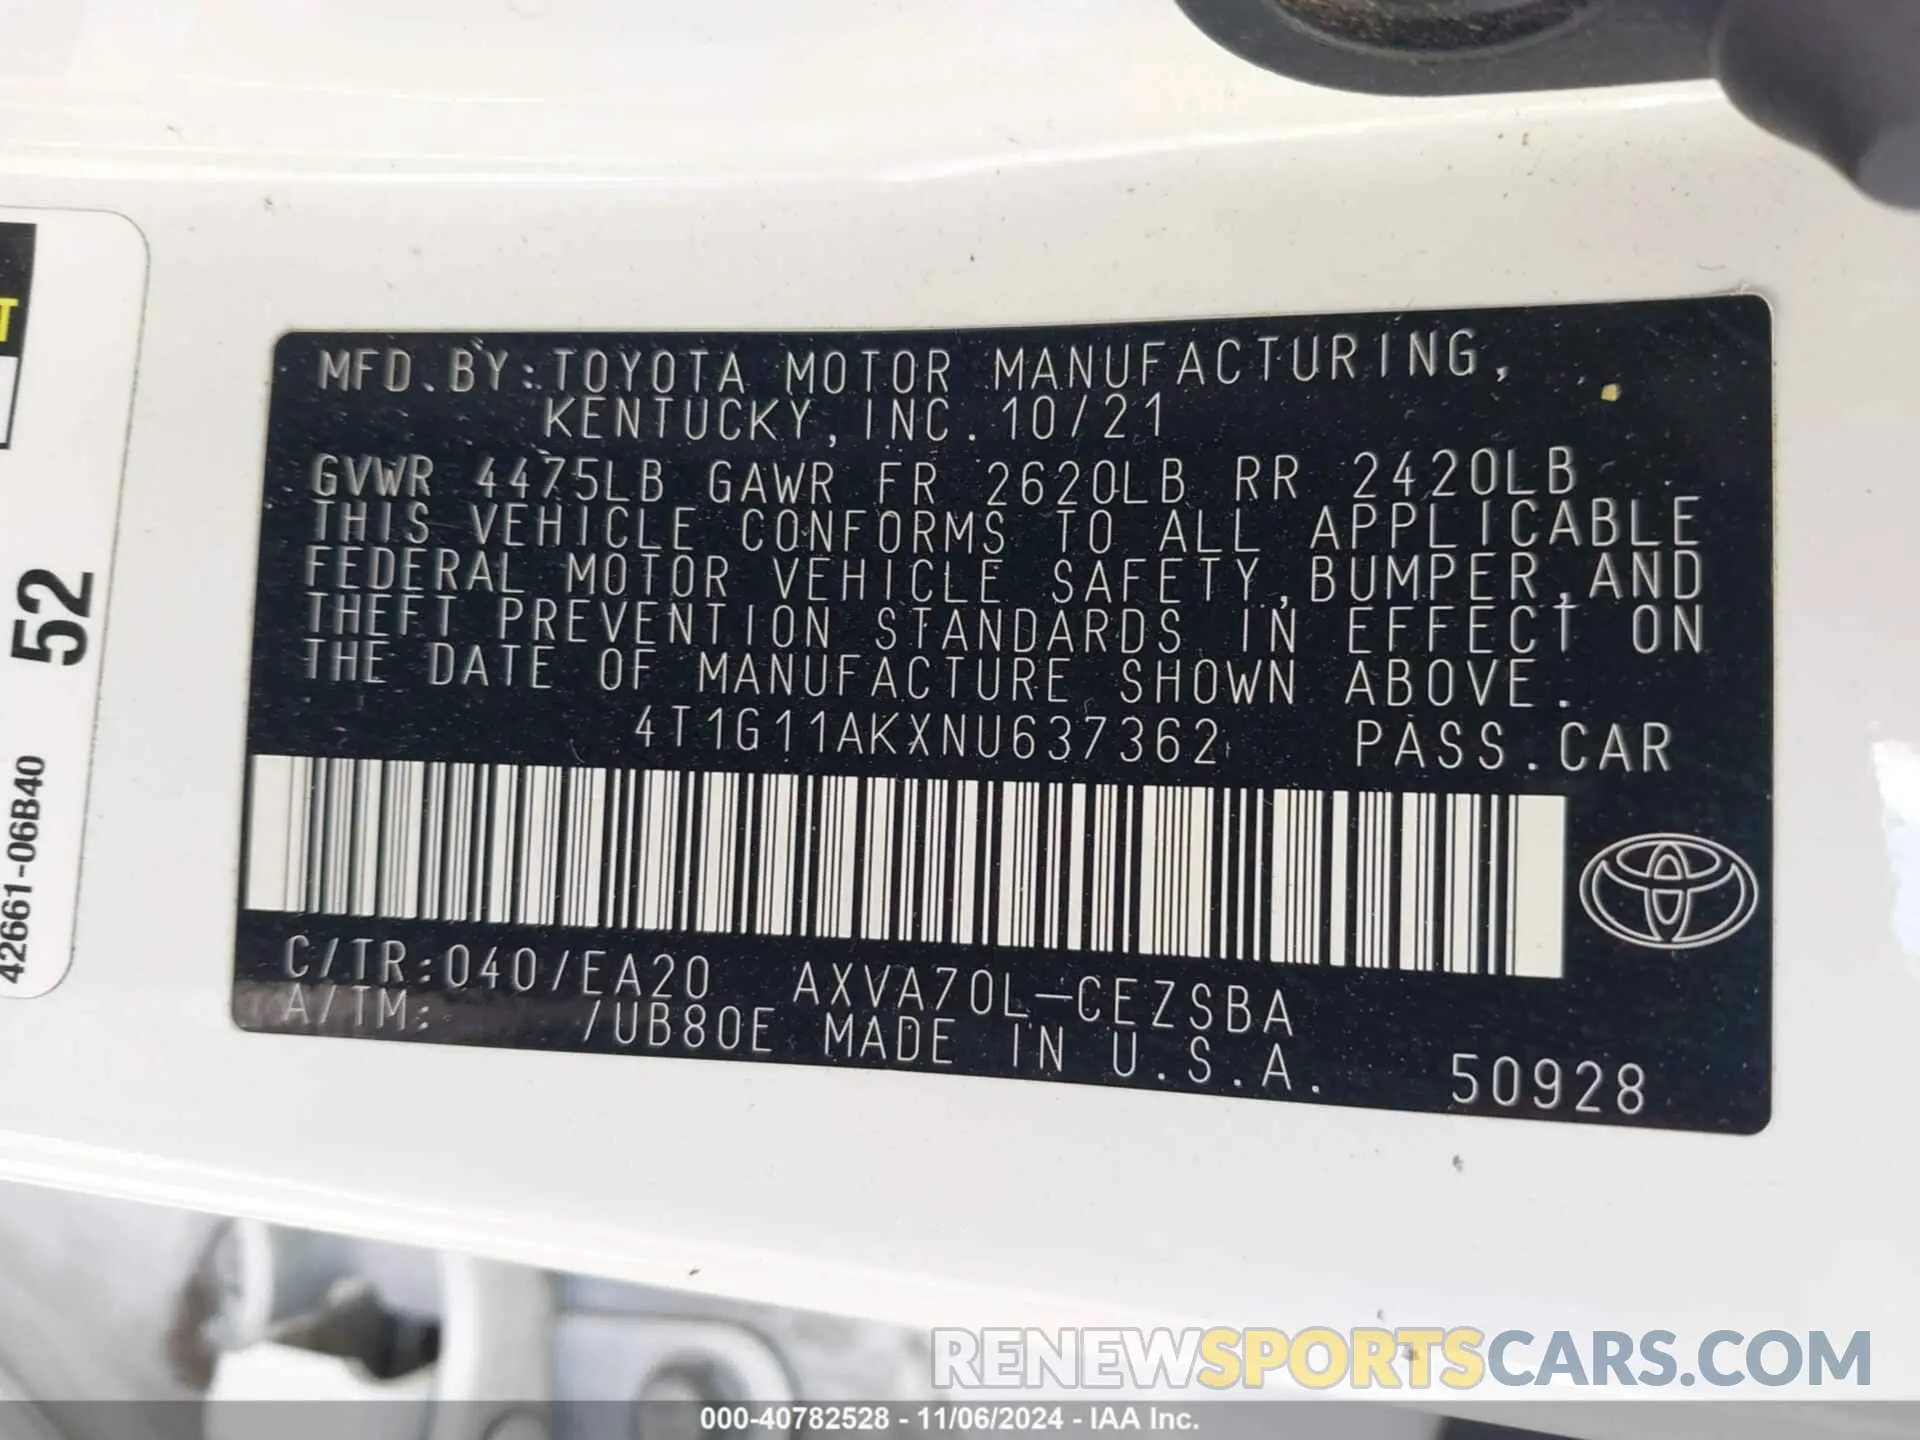 T
52
42661-06B40
MFD.BY:TOYOTA MOTOR MANUFACTURING,
KENTUCKY,INC.10/21
GVWR 4475LB GAWR FR 2620LB RR 2420LB
THIS VEHICLE CONFORMS TO ALL APPLICABLE
FEDERAL MOTOR VEHICLE SAFETY,BUMPER,AND
THEFT PREVENTION STANDARDS IN EFFECT ON
THE DATE OF MANUFACTURE SHOWN ABOVE.
4T1G11AKXNU637362 PASS.CAR
C/TR:040/EA20 AXVA70L-CEZSBA
A/TM: /UB80E MADE IN U.S.A. 50928
RENEWSPORTSCARS.COM
000-40782528 - 11/06/2024 - IAA Inc.